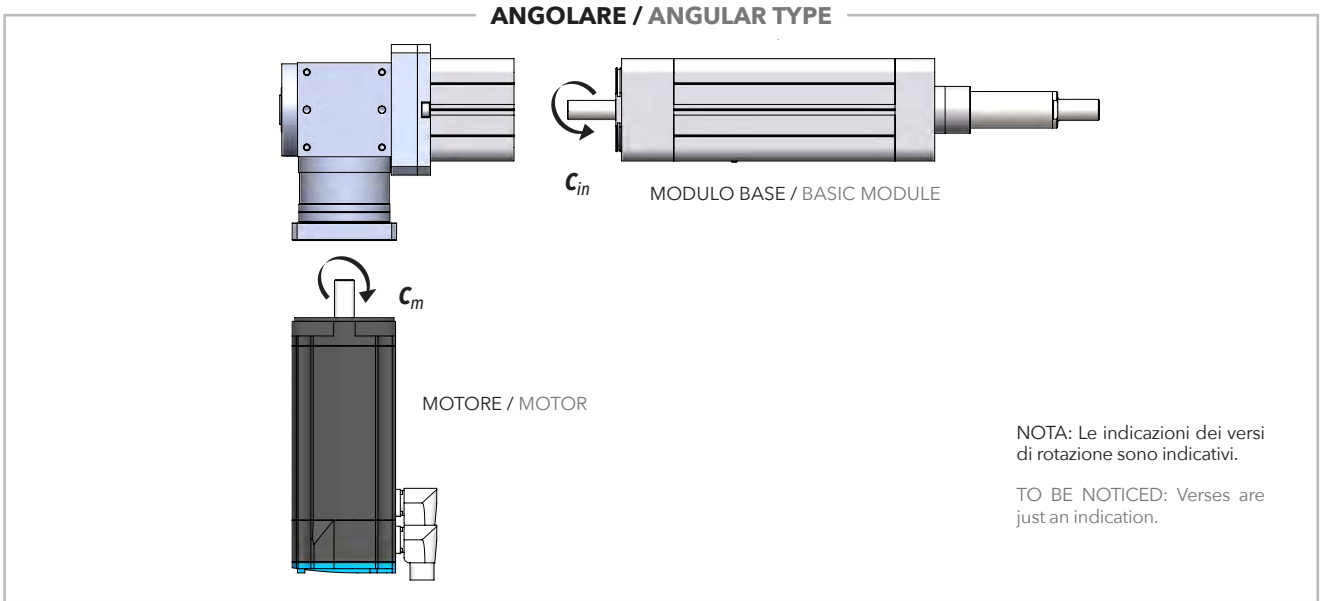 ANGOLARE / ANGULAR TYPE
Cin
MODULO BASE / BASIC MODULE
Cm
MOTORE / MOTOR
NOTA: Le indicazioni dei versi
di rotazione sono indicativi.
TO BE NOTICED: Verses are
just an indication.